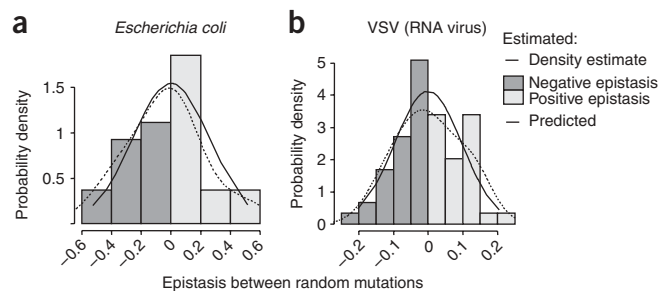 a
Escherichia coli
Probability density
1.5
1
0.5
−0.6
−0.4
−0.2
0
0.2
0.4
0.6
b
VSV (RNA virus)
Probability density
5
4
3
2
1
0
−0.2
−0.1
0
0.1
0.2
Epistasis between random mutations
Estimated:
Density estimate
Negative epistasis
Positive epistasis
Predicted